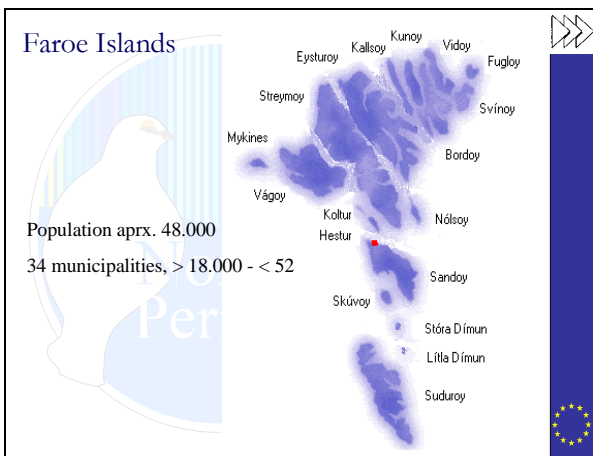 Faroe Islands
Kunoy
Kallsoy
Vidoy
Eysturoy
Fugloy
Streymoy
Svínoy
Mykines
Bordoy
Vágoy
Koltur
Nólsoy
Population aprx. 48.000
Hestur
34 municipalities, > 18.000 - < 52
Sandoy
Skúvoy
Stóra Dímun
Lítla Dímun
Suduroy